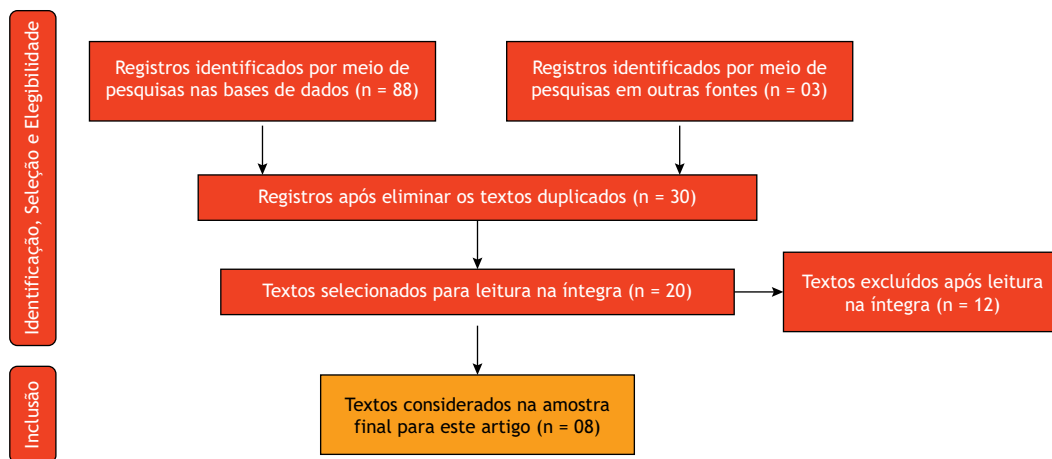 Identificação, Seleção e Elegibilidade
Registros identificados por meio de
pesquisas nas bases de dados (n = 88)
Registros identificados por meio de
pesquisas em outras fontes (n = 03)
Registros após eliminar os textos duplicados (n = 30)
Textos selecionados para leitura na íntegra (n = 20)
Textos excluídos após leitura
na íntegra (n = 12)
Inclusão
Textos considerados na amostra
final para este artigo (n = 08)